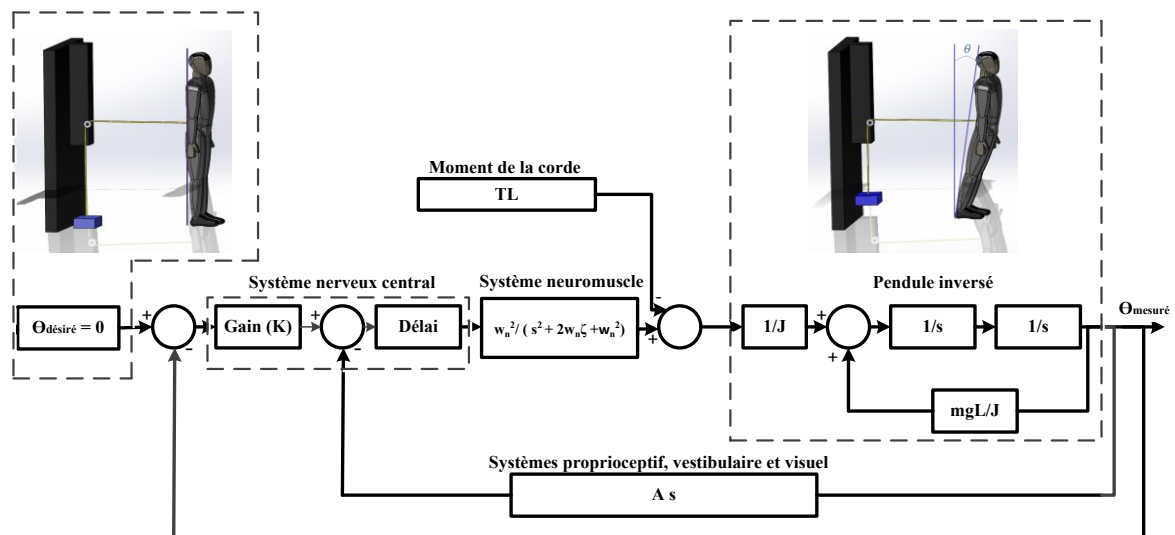 θ
Moment de la corde
TL
Système nerveux central
Système neuromuscle
Pendule inversé
Θdésiré = 0
+
-
Gain (K)
+
-
Délai
wn²/ ( s² + 2wnζ +wn²)
-
+
1/J
+
+
1/s
1/s
Θmesuré
mgL/J
Systèmes proprioceptif, vestibulaire et visuel
A s